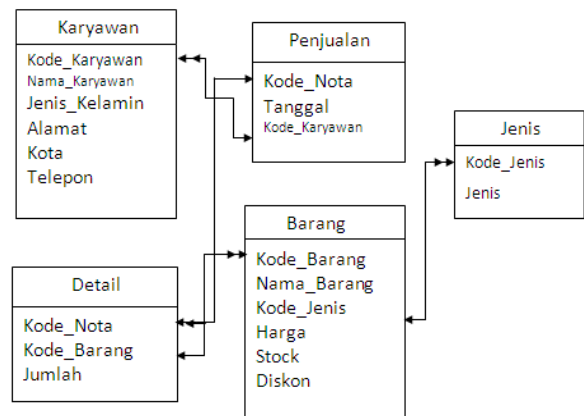 Karyawan
Kode_Karyawan
Nama_Karyawan
Jenis_Kelamin
Alamat
Kota
Telepon
Penjualan
Kode_Nota
Tanggal
Kode_Karyawan
Jenis
Kode_Jenis
Jenis
Barang
Kode_Barang
Nama_Barang
Kode_Jenis
Harga
Stock
Diskon
Detail
Kode_Nota
Kode_Barang
Jumlah